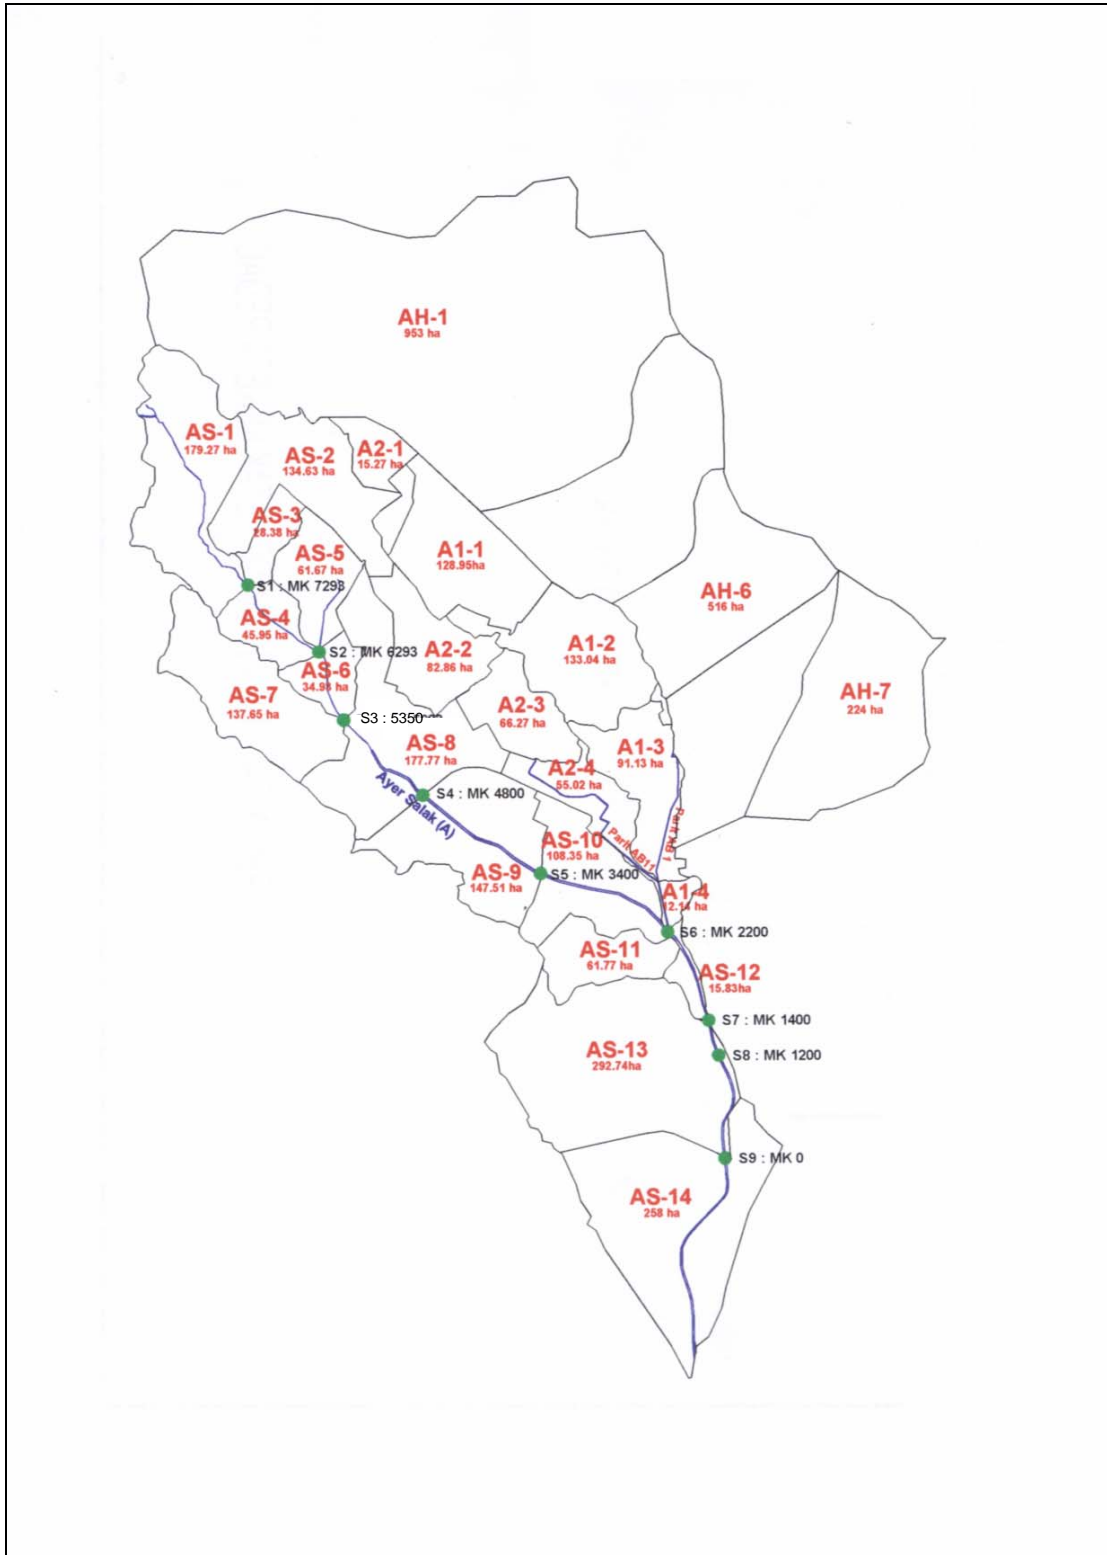 AH-1
953 ha
AS-1
179.27 ha
AS-2
134.63 ha
A2-1
15.27 ha
AS-3
28.38 ha
AS-5
61.67 ha
A1-1
128.95ha
S1 : MK 7293
AH-6
516 ha
AS-4
45.95 ha
S2 : MK 6293
A2-2
82.86 ha
A1-2
133.04 ha
AS-6
AS-7
137.65 ha
AH-7
224 ha
A2-3
66.27 ha
S3 : 5350
AS-8
177.77 ha
A1-3
91.13 ha
A2-4
55.02 ha
Ayer Salak (A)
S4 : MK 4800
Parit AB11
AS-10
108.35 ha
AS-9
147.51 ha
S5 : MK 3400
A1-4
12.14 ha
S6 : MK 2200
AS-11
61.77 ha
AS-12
15.83ha
S7 : MK 1400
AS-13
292.74ha
S8 : MK 1200
S9 : MK 0
AS-14
258 ha